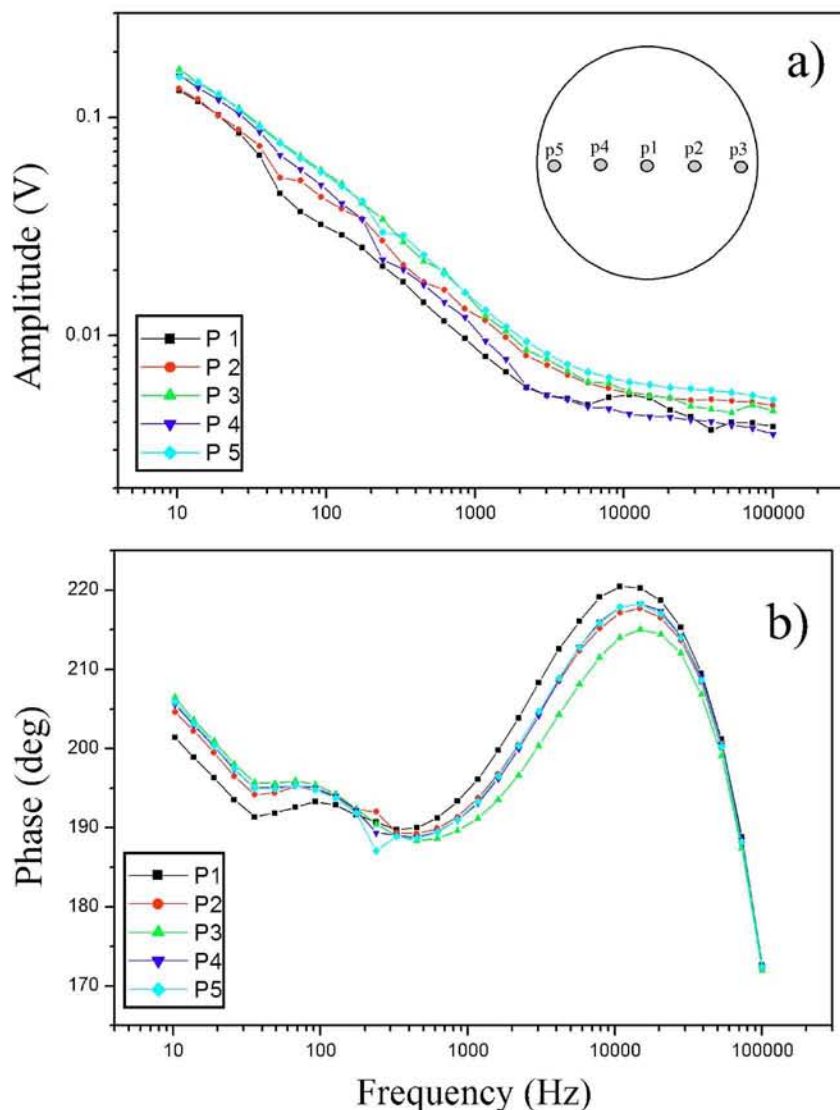 a)
0.1
0.01
Amplitude (V)
p5 p4 p1 p2 p3
P 1
P 2
P 3
P 4
P 5
10 100 1000 10000 100000
b)
220
210
200
190
180
170
Phase (deg)
P1
P2
P3
P4
P5
10 100 1000 10000 100000
Frequency (Hz)